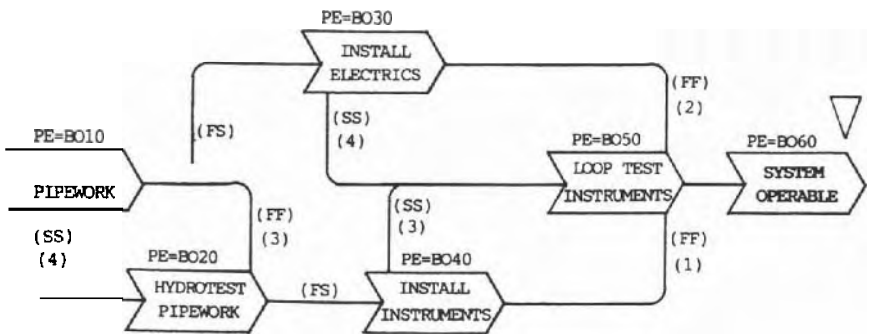 PE=BO30
INSTALL
ELECTRICS
(FF)
(2)
(FS)
(SS)
(4)
PE=BO10
PIPEWORK
PE=BO50
LOOP TEST
INSTRUMENTS
PE=BO60
SYSTEM
OPERABLE
(SS)
(4)
(FF)
(3)
(SS)
(3)
(FF)
(1)
PE=BO20
HYDROTEST
PIPEWORK
(FS)
PE=BO40
INSTALL
INSTRUMENTS